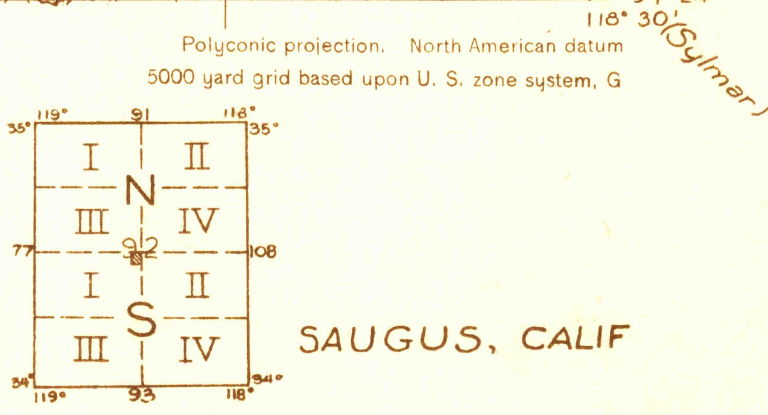 118° 30'
(Sylmar)
Polyconic projection. North American datum
5000 yard grid based upon U. S. zone system, G
119° 91 118°
35° 35°
I II
N
III IV
92
77 108
I II
S
SAUGUS, CALIF
III IV
34° 34°
119° 93 118°